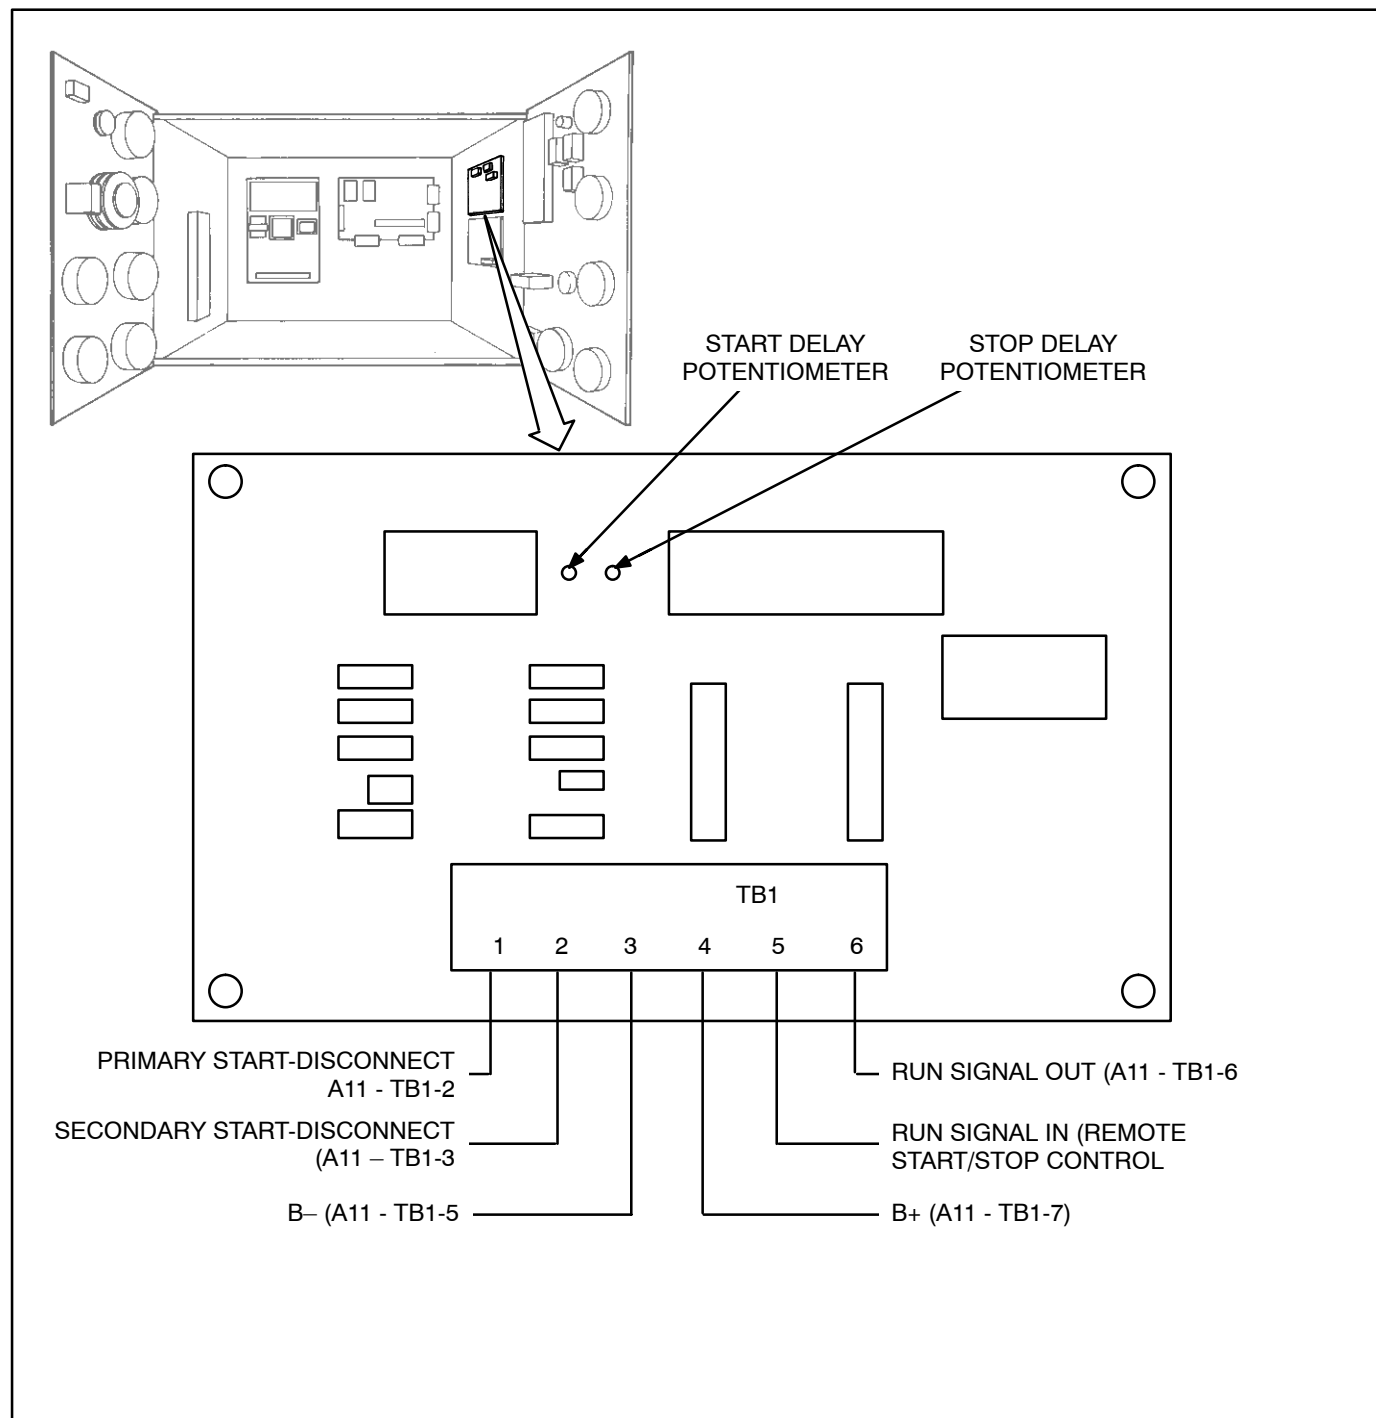 START DELAY
POTENTIOMETER
STOP DELAY
POTENTIOMETER
TB1
1 2 3 4 5 6
PRIMARY START-DISCONNECT
A11 - TB1-2
SECONDARY START-DISCONNECT
(A11 – TB1-3
B– (A11 - TB1-5
RUN SIGNAL OUT (A11 - TB1-6
RUN SIGNAL IN (REMOTE
START/STOP CONTROL
B+ (A11 - TB1-7)